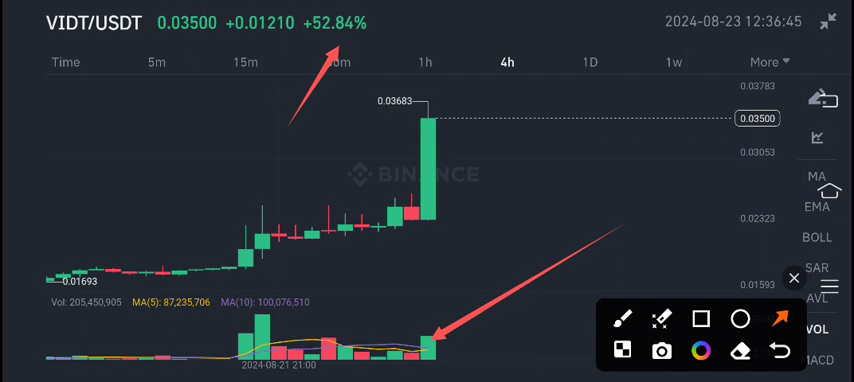 VIDT/USDT 0.03500 +0.01210 +52.84% 2024-08-23 12:36:45
Time 5m 15m 1h 4h 1D 1w More
0.03783
0.03683
0.03500
0.03053
BINANCE
MA
EMA
0.02323
BOLL
SAR
0.01693
0.01593
AVL
Vol: 205,450,905 MA(5): 87,235,706 MA(10): 100,076,510
VOL
MACD
2024-08-21 21:00